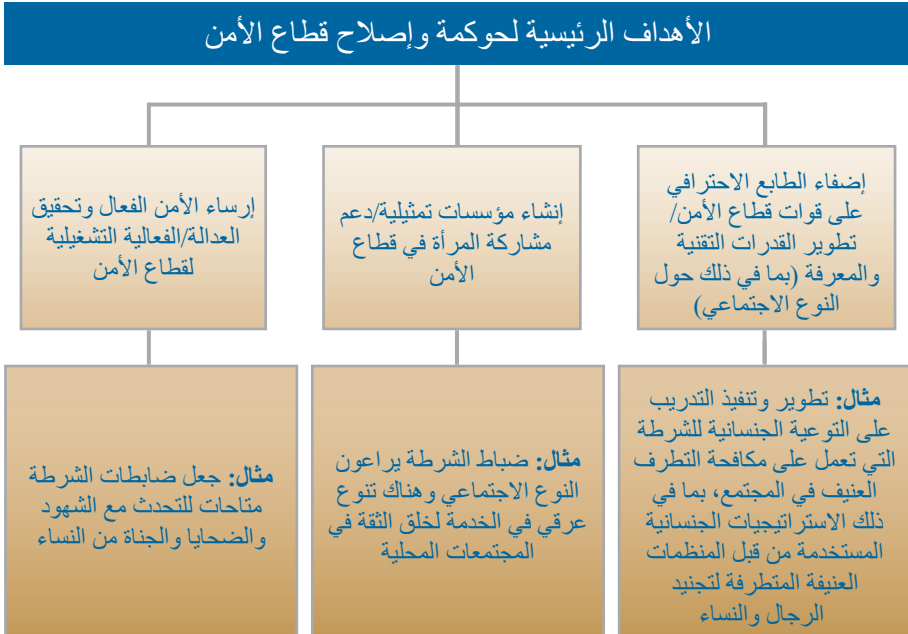 الأهداف الرئيسية لحوكمة وإصلاح قطاع الأمن
إضفاء الطابع الاحترافي
على قوات قطاع الأمن/
تطوير القدرات التقنية
والمعرفة (بما في ذلك حول
النوع الاجتماعي)
إنشاء مؤسسات تمثيلية/دعم
مشاركة المرأة في قطاع
الأمن
إرساء الأمن الفعال وتحقيق
العدالة/الفعالية التشغيلية
لقطاع الأمن
مثال: تطوير وتنفيذ التدريب
على التوعية الجنسانية للشرطة
التي تعمل على مكافحة التطرف
العنيف في المجتمع، بما في
ذلك الاستراتيجيات الجنسانية
المستخدمة من قبل المنظمات
العنيفة المتطرفة لتجنيد
الرجال والنساء
مثال: ضباط الشرطة يراعون
النوع الاجتماعي وهناك تنوع
عرقي في الخدمة لخلق الثقة في
المجتمعات المحلية
مثال: جعل ضابطات الشرطة
متاحات للتحدث مع الشهود
والضحايا والجناة من النساء